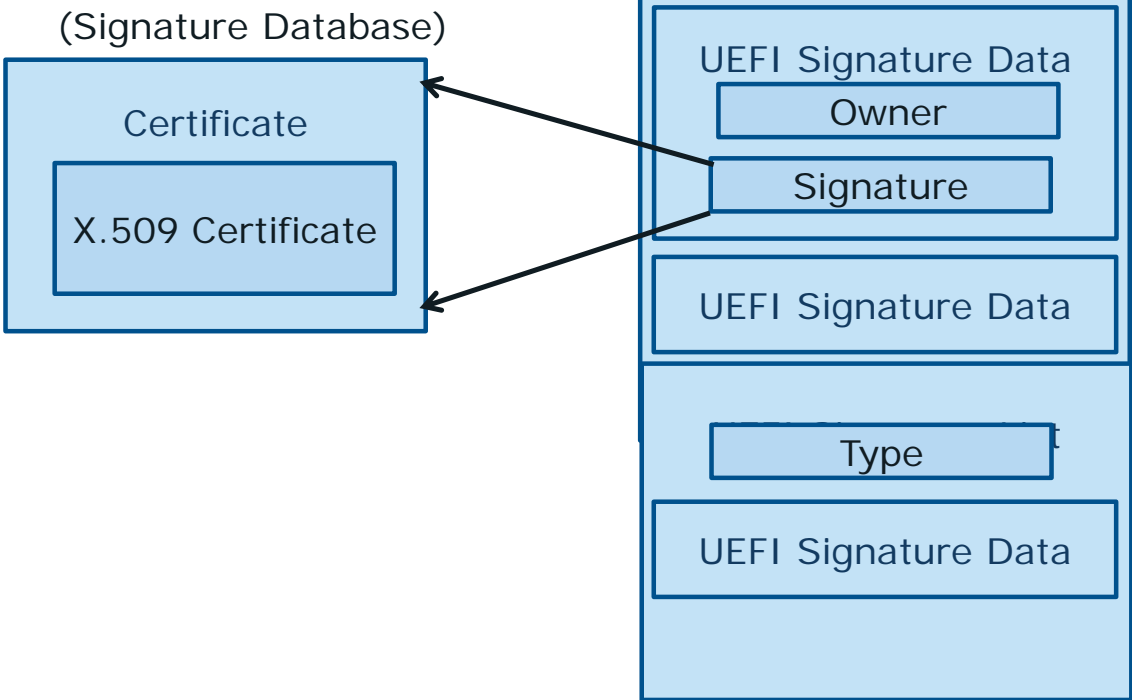 (Signature Database)
Certificate
X.509 Certificate
UEFI Signature Data
Owner
Signature
UEFI Signature Data
Type
UEFI Signature Data